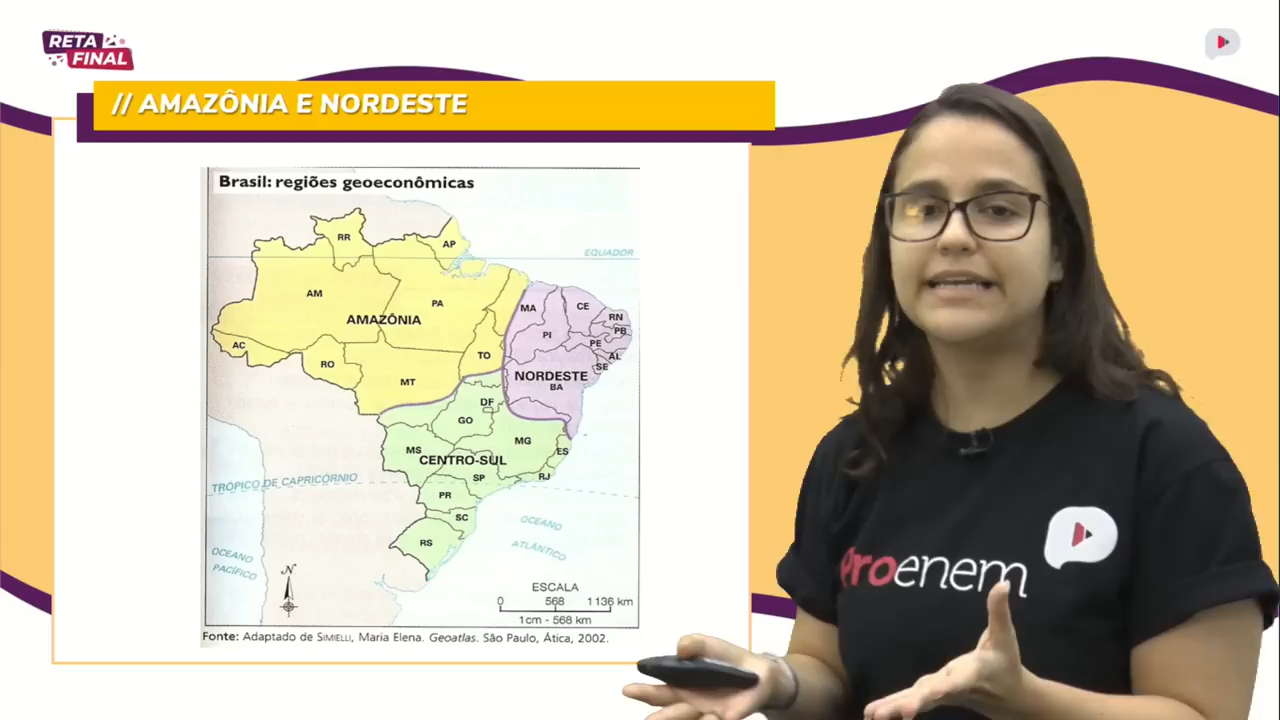 RETA
FINAL
// AMAZÔNIA E NORDESTE
Brasil: regiões geoeconômicas
RR
AP
EQUADOR
AM
PA
MA
CE
RN
AMAZÔNIA
PI
PB
AC
PE
RO
TO
AL
SE
MT
NORDESTE
BA
DF
GO
MS
MG
ES
CENTRO-SUL
TRÓPICO DE CAPRICÓRNIO
SP
RJ
PR
SC
OCEANO
ATLÂNTICO
RS
OCEANO
PACÍFICO
N
ESCALA
0 568 1 136 km
1cm - 568 km
Fonte: Adaptado de SIMIELLI, Maria Elena. Geoatlas. São Paulo, Ática, 2002.
proenem